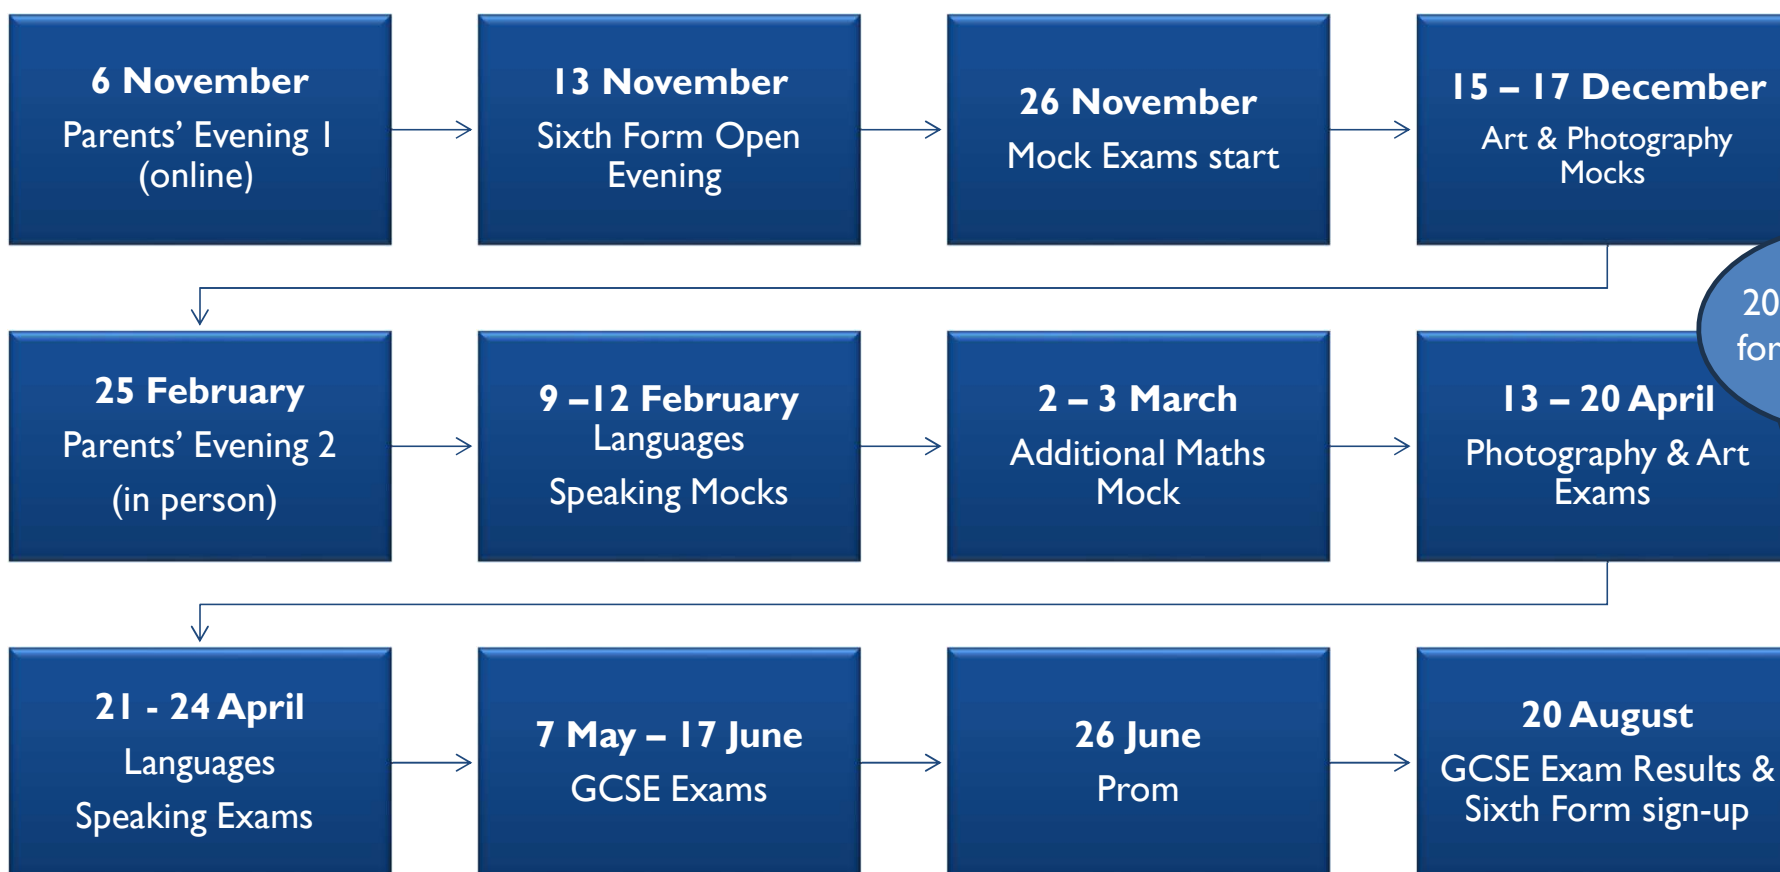 6 November
Parents' Evening 1
(online)
13 November
Sixth Form Open
Evening
26 November
Mock Exams start
15 – 17 December
Art & Photography
Mocks
20
for
25 February
Parents' Evening 2
(in person)
9 –12 February
Languages
Speaking Mocks
2 – 3 March
Additional Maths
Mock
13 – 20 April
Photography & Art
Exams
21 - 24 April
Languages
Speaking Exams
7 May – 17 June
GCSE Exams
26 June
Prom
20 August
GCSE Exam Results &
Sixth Form sign-up